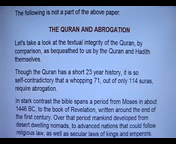 The following is not a part of the above paper.
THE QURAN AND ABROGATION
Let's take a look at the textual integrity of the Quran, by
comparison, as bequeathed to us by the Quran and Hadith
themselves.
Though the Quran has a short 23 year history, it is so
self-contradictory that a whopping 71, out of only 114 suras,
require abrogation.
In stark contrast the bible spans a period from Moses in about
1446 BC, to the book of Revelation, written around the end of
the first century. Over that period mankind developed from
desert dwelling nomads, to advanced nations that could follow
religious law, as well as secular laws of kings and emperors